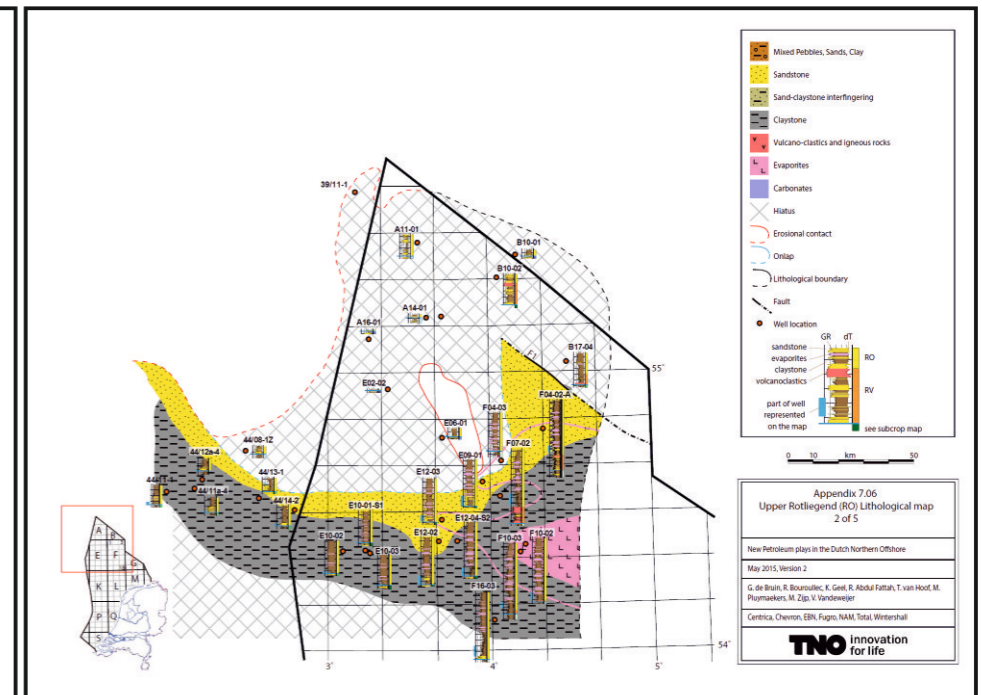 39/11-1
A11-01
B10-01
B10-02
A14-01
A16-01
F1
B17-04
55°
E02-02
F04-02-A
F04-03
E06-01
F07-02
44/08-1Z
44/12a-4
E09-01
44/13-1
E12-03
44/11-1
44/11a-4
44/14-2
E10-01-S1
E12-04-S2
E10-02
E12-02
F10-03
F10-02
E10-03
F16-03
3°
4°
5°
54°
A
B
E
F
G
K
L
M
P
Q
S
Mixed Pebbles, Sands, Clay
Sandstone
Sand-claystone interfingering
Claystone
Vulcano-clastics and igneous rocks
Evaporites
Carbonates
Hiatus
Erosional contact
Onlap
Lithological boundary
Fault
Well location
GR dT
sandstone
evaporites
claystone
volcanoclastics
RO
RV
part of well
represented
on the map
see subcrop map
0 10 km 50
Appendix 7.06
Upper Rotliegend (RO) Lithological map
2 of 5
New Petroleum plays in the Dutch Northern Offshore
May 2015, Version 2
G. de Bruin, R. Bouroullec, K. Geel, R. Abdul Fattah, T. van Hoof, M.
Pluymaekers, M. Zijp, V. Vandeweijer
Centrica, Chevron, EBN, Fugro, NAM, Total, Wintershall
TNO innovation
for life